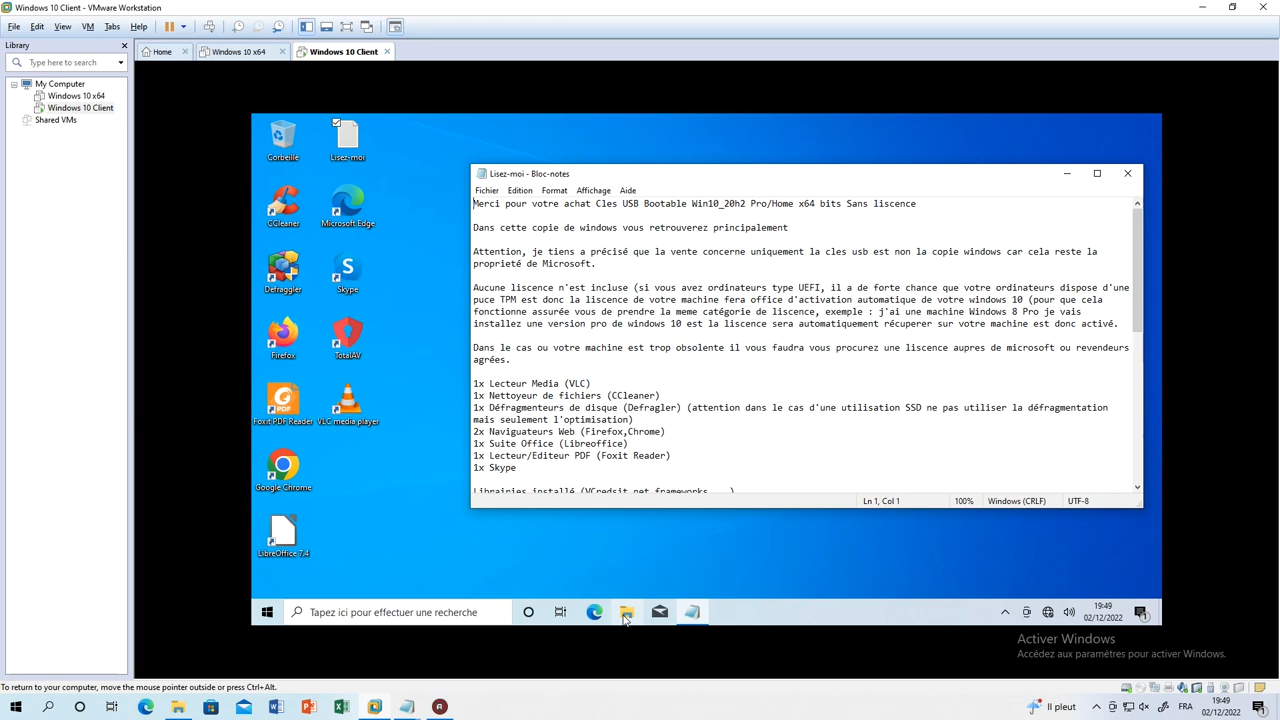 Windows 10 Client - VMware Workstation
File Edit View VM Tabs Help
Library
Type here to search
My Computer
Windows 10 x64
Windows 10 Client
Shared VMs
Home
Windows 10 x64
Windows 10 Client
Corbeille
Lisez-moi
CCleaner
Microsoft Edge
Defraggler
Skype
Firefox
TotalAV
Foxit PDF Reader
VLC media player
Google Chrome
LibreOffice 7.4
Lisez-moi - Bloc-notes
Fichier Edition Format Affichage Aide
Merci pour votre achat Cles USB Bootable Win10_20h2 Pro/Home x64 bits Sans liscence
Dans cette copie de windows vous retrouverez principalement
Attention, je tiens a précisé que la vente concerne uniquement la cles usb est non la copie windows car cela reste la
proprieté de Microsoft.
Aucune liscence n'est incluse (si vous avez ordinateurs type UEFI, il a de forte chance que votre ordinateurs dispose d'une
puce TPM est donc la liscence de votre machine fera office d'activation automatique de votre windows 10 (pour que cela
fonctionne assurée vous de prendre la meme catégorie de liscence, exemple : j'ai une machine Windows 8 Pro je vais
installez une version pro de windows 10 est la liscence sera automatiquement récuperer sur votre machine est donc activé.
Dans le cas ou votre machine est trop obsolente il vous faudra vous procurez une liscence aupres de microsoft ou revendeurs
agrées.
1x Lecteur Media (VLC)
1x Nettoyeur de fichiers (CCleaner)
1x Défragmenteurs de disque (Defragler) (attention dans le cas d'une utilisation SSD ne pas utiliser la défragmentation
mais seulement l'optimisation)
2x Naviguateurs Web (Firefox,Chrome)
1x Suite Office (Libreoffice)
1x Lecteur/Editeur PDF (Foxit Reader)
1x Skype
Librairies installé (VCredsit net frameworks ...)
Ln 1, Col 1 100% Windows (CRLF) UTF-8
Tapez ici pour effectuer une recherche
19:49
02/12/2022
Activer Windows
Accédez aux paramètres pour activer Windows.
To return to your computer, move the mouse pointer outside or press Ctrl+Alt.
Il pleut
FRA
19:49
02/12/2022